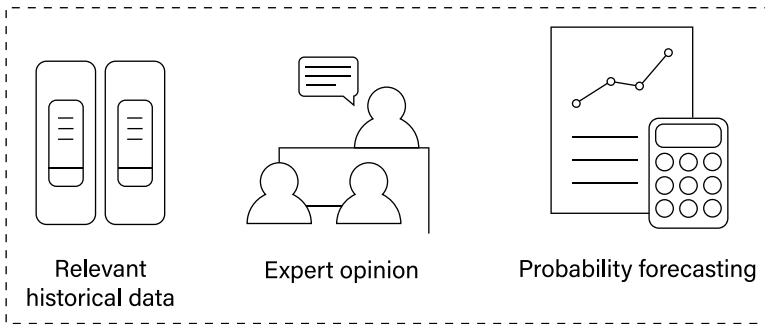 Relevant
historical data
Expert opinion
Probability forecasting